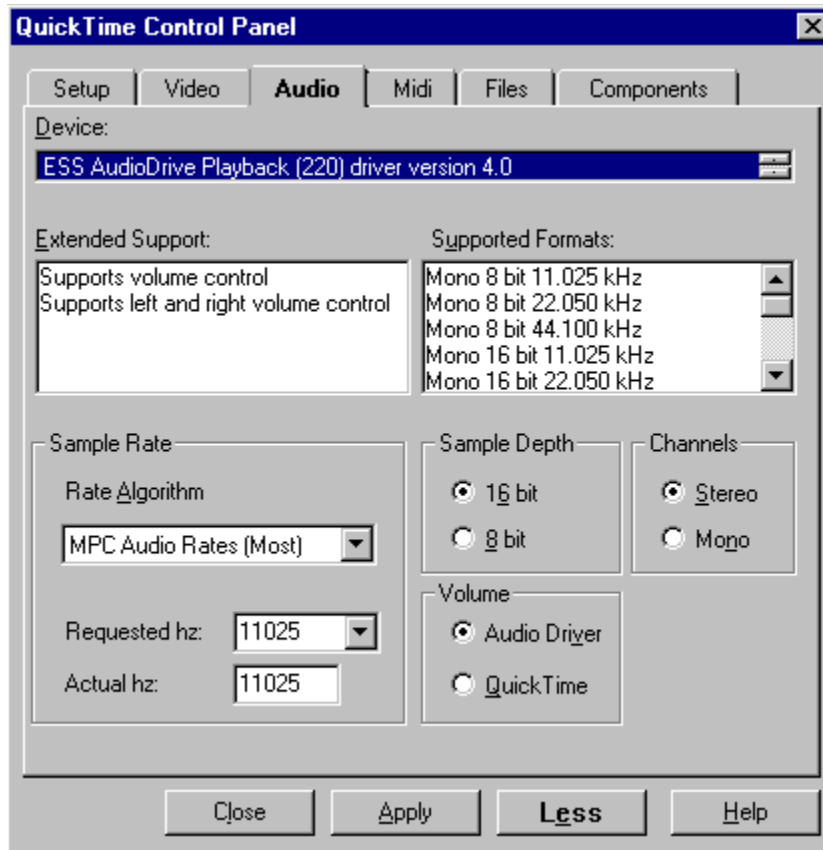 QuickTime Control Panel
Setup Video Audio Midi Files Components
Device:
ESS AudioDrive Playback (220) driver version 4.0
Extended Support:
Supports volume control
Supports left and right volume control
Supported Formats:
Mono 8 bit 11.025 kHz
Mono 8 bit 22.050 kHz
Mono 8 bit 44.100 kHz
Mono 16 bit 11.025 kHz
Mono 16 bit 22.050 kHz
Sample Rate
Rate Algorithm
MPC Audio Rates (Most)
Requested hz: 11025
Actual hz: 11025
Sample Depth
16 bit
8 bit
Channels
Stereo
Mono
Volume
Audio Driver
QuickTime
Close Apply Less Help